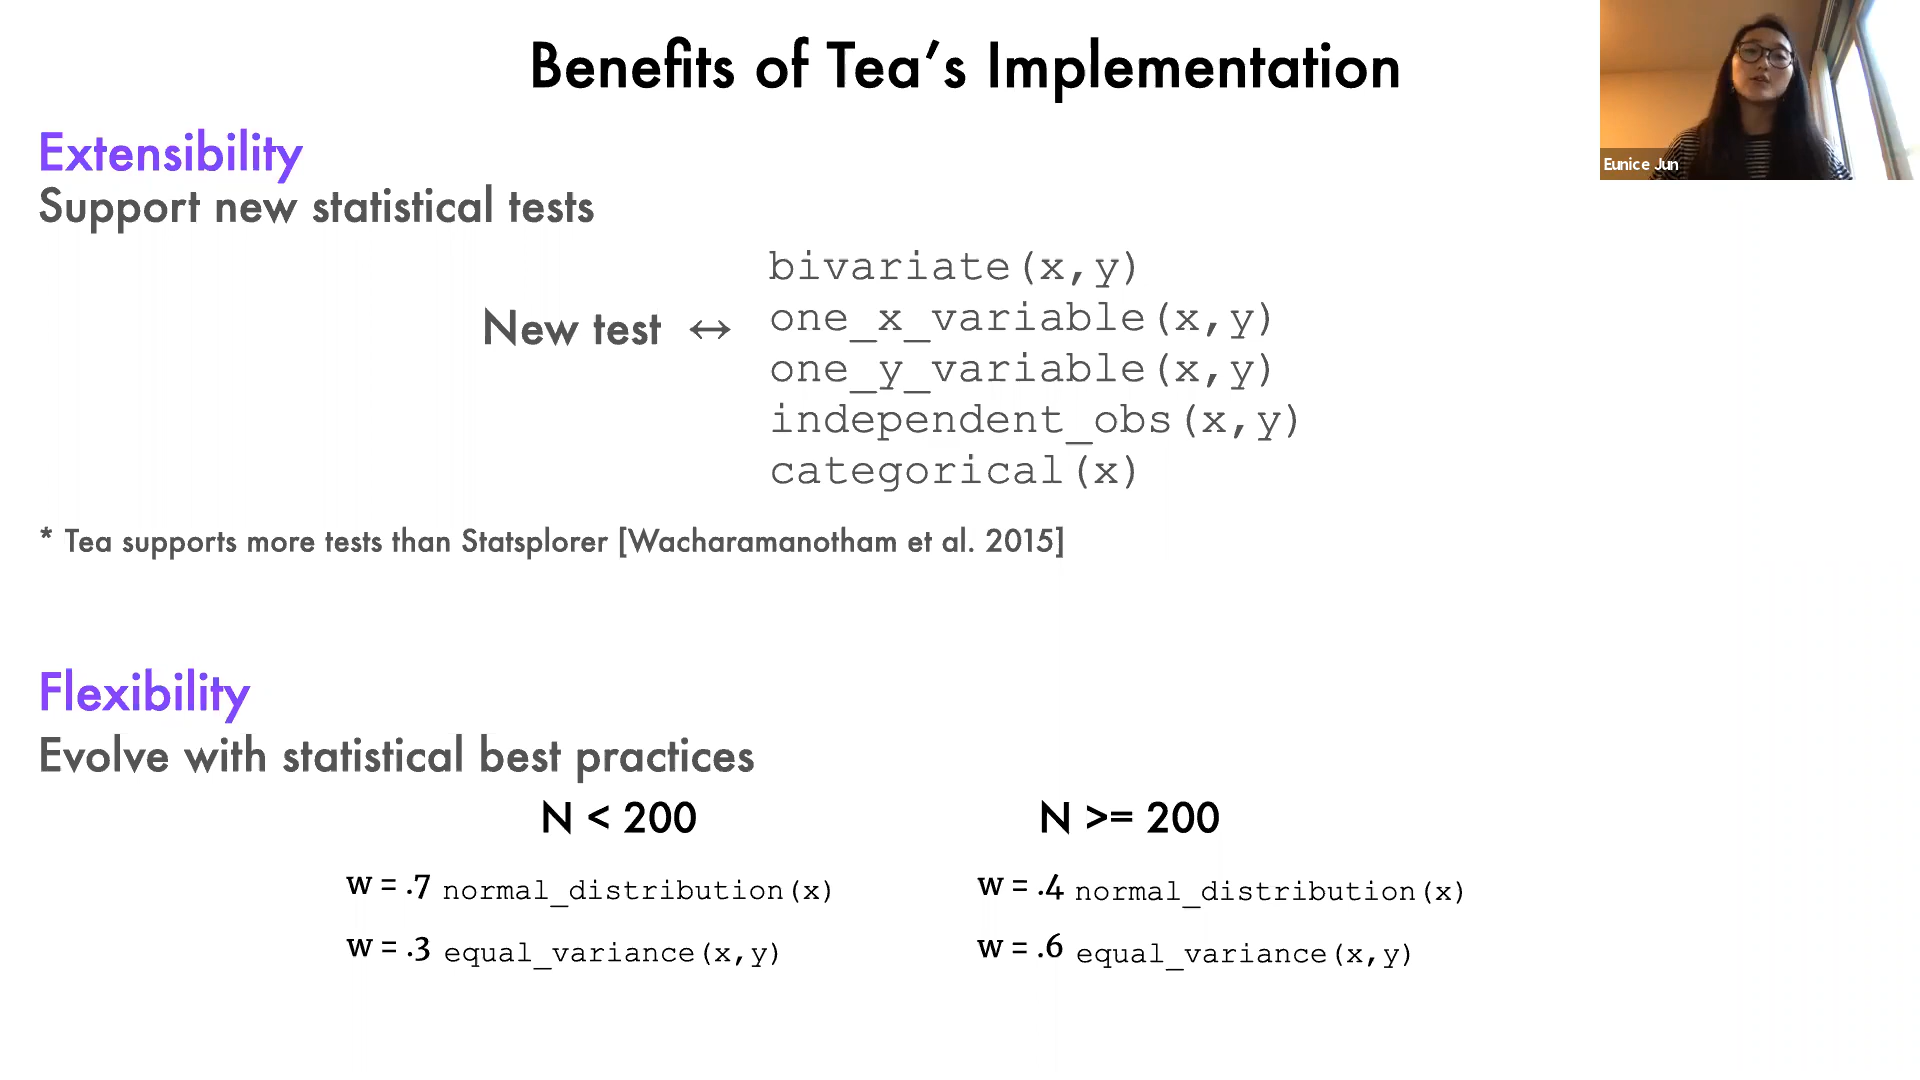 Benefits of Tea’s Implementation
Eunice Jun
Extensibility
Support new statistical tests
New test ↔
bivariate(x,y)
one_x_variable(x,y)
one_y_variable(x,y)
independent_obs(x,y)
categorical(x)
* Tea supports more tests than Statsplorer [Wacharamanotham et al. 2015]
Flexibility
Evolve with statistical best practices
N < 200
w = .7 normal_distribution(x)
w = .3 equal_variance(x,y)
N >= 200
w = .4 normal_distribution(x)
w = .6 equal_variance(x,y)